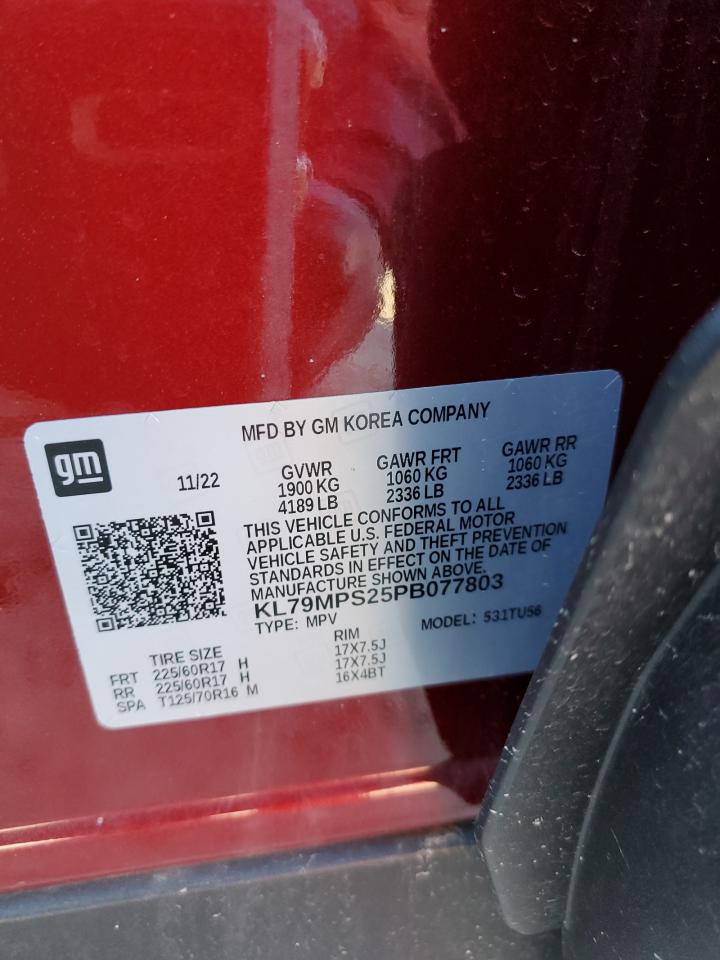 MFD BY GM KOREA COMPANY
gm
11/22
GVWR
1900 KG
4189 LB
GAWR FRT
1060 KG
2336 LB
GAWR RR
1060 KG
2336 LB
THIS VEHICLE CONFORMS TO ALL
APPLICABLE U.S. FEDERAL MOTOR
VEHICLE SAFETY AND THEFT PREVENTION
STANDARDS IN EFFECT ON THE DATE OF
MANUFACTURE SHOWN ABOVE.
KL79MPS25PB077803
TYPE: MPV MODEL: 531TU56
TIRE SIZE RIM
FRT 225/60R17 H 17X7.5J
RR 225/60R17 H 17X7.5J
SPA T125/70R16 M 16X4BT